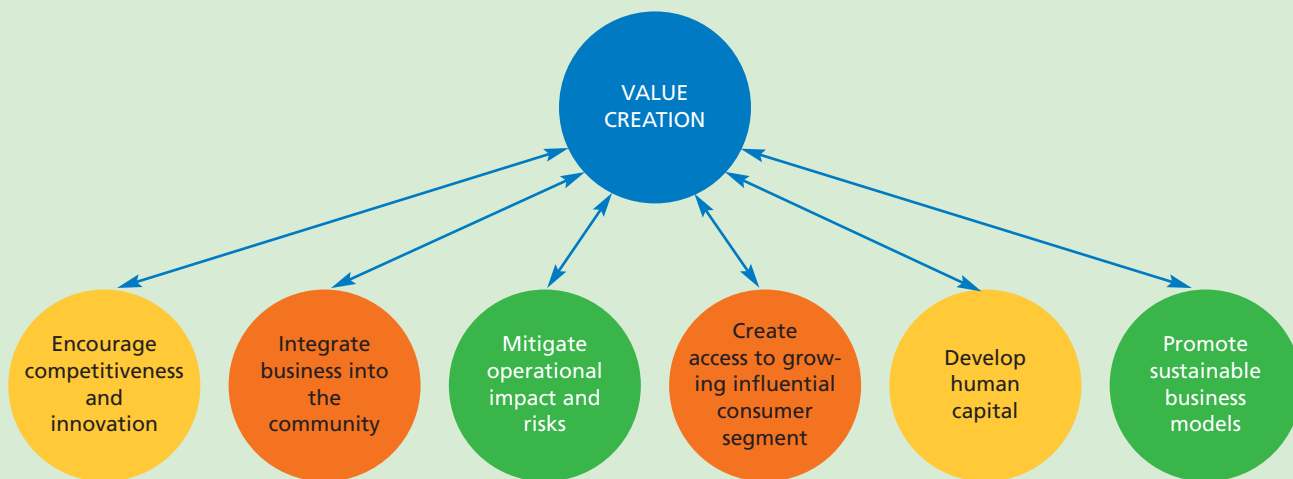 VALUE
CREATION
Encourage
competitiveness
and
innovation
Integrate
business into
the
community
Mitigate
operational
impact and
risks
Create
access to grow-
ing influential
consumer
segment
Develop
human
capital
Promote
sustainable
business
models